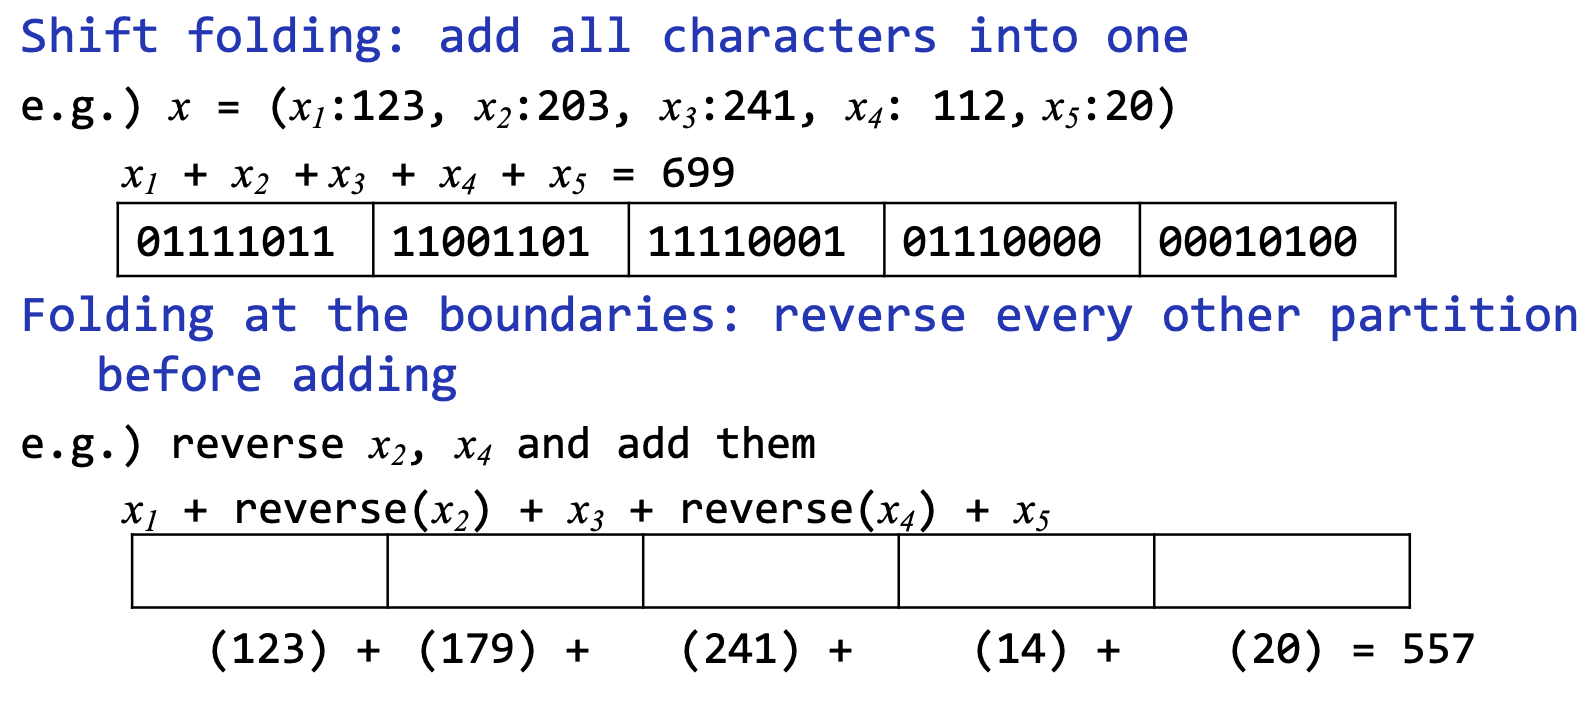 Shift folding: add all characters into one
e.g.) x = (x₁:123, x₂:203, x₃:241, x₄: 112, x₅:20)
x₁ + x₂ + x₃ + x₄ + x₅ = 699
01111011 11001101 11110001 01110000 00010100
Folding at the boundaries: reverse every other partition
before adding
e.g.) reverse x₂, x₄ and add them
x₁ + reverse(x₂) + x₃ + reverse(x₄) + x₅
(123) + (179) + (241) + (14) + (20) = 557